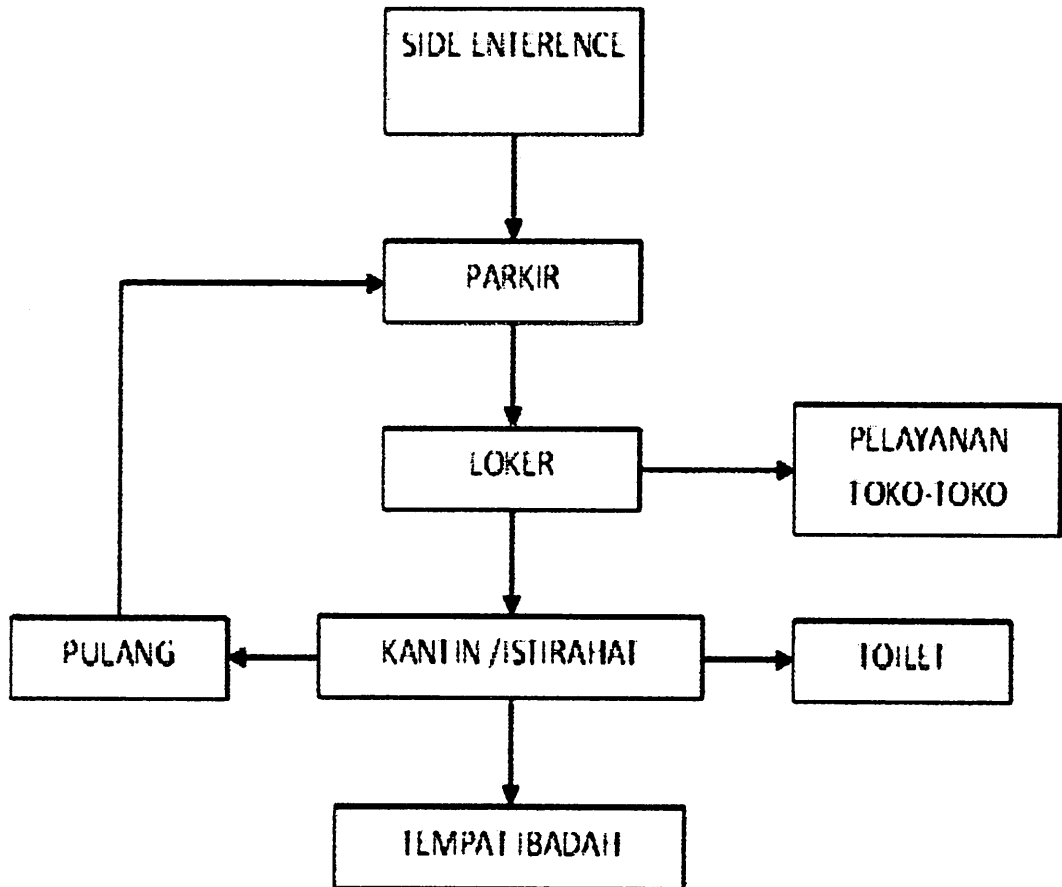 SIDE ENTERENCE
PARKIR
LOKER
PELAYANAN
TOKO-TOKO
PULANG
KANTIN /ISTIRAHAT
TOILET
TEMPAT IBADAH